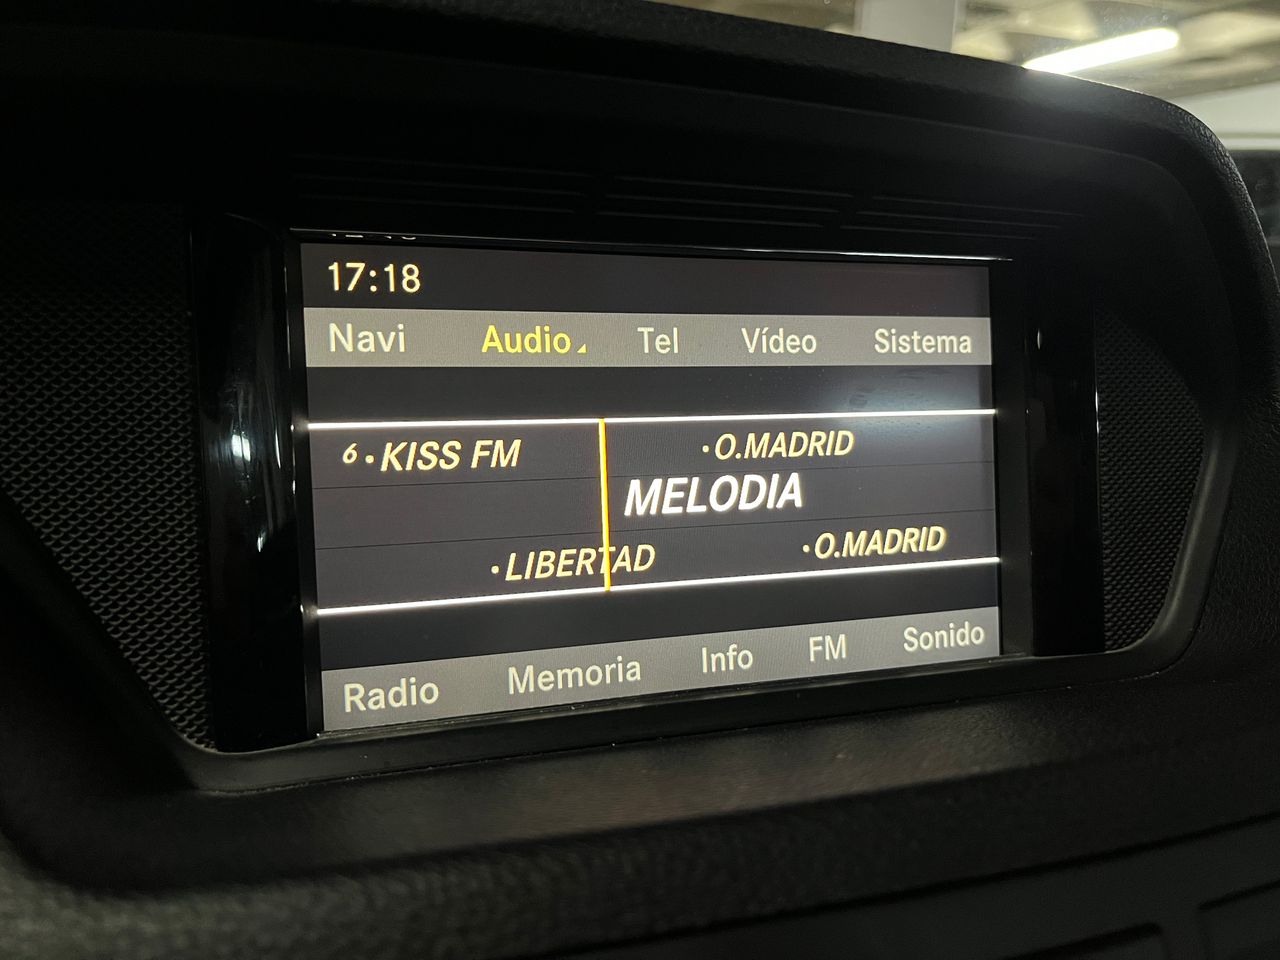 17:18
Navi Audio Tel Vídeo Sistema
6 · KISS FM · O.MADRID
MELODIA
· LIBERTAD · O.MADRID
Radio Memoria Info FM Sonido